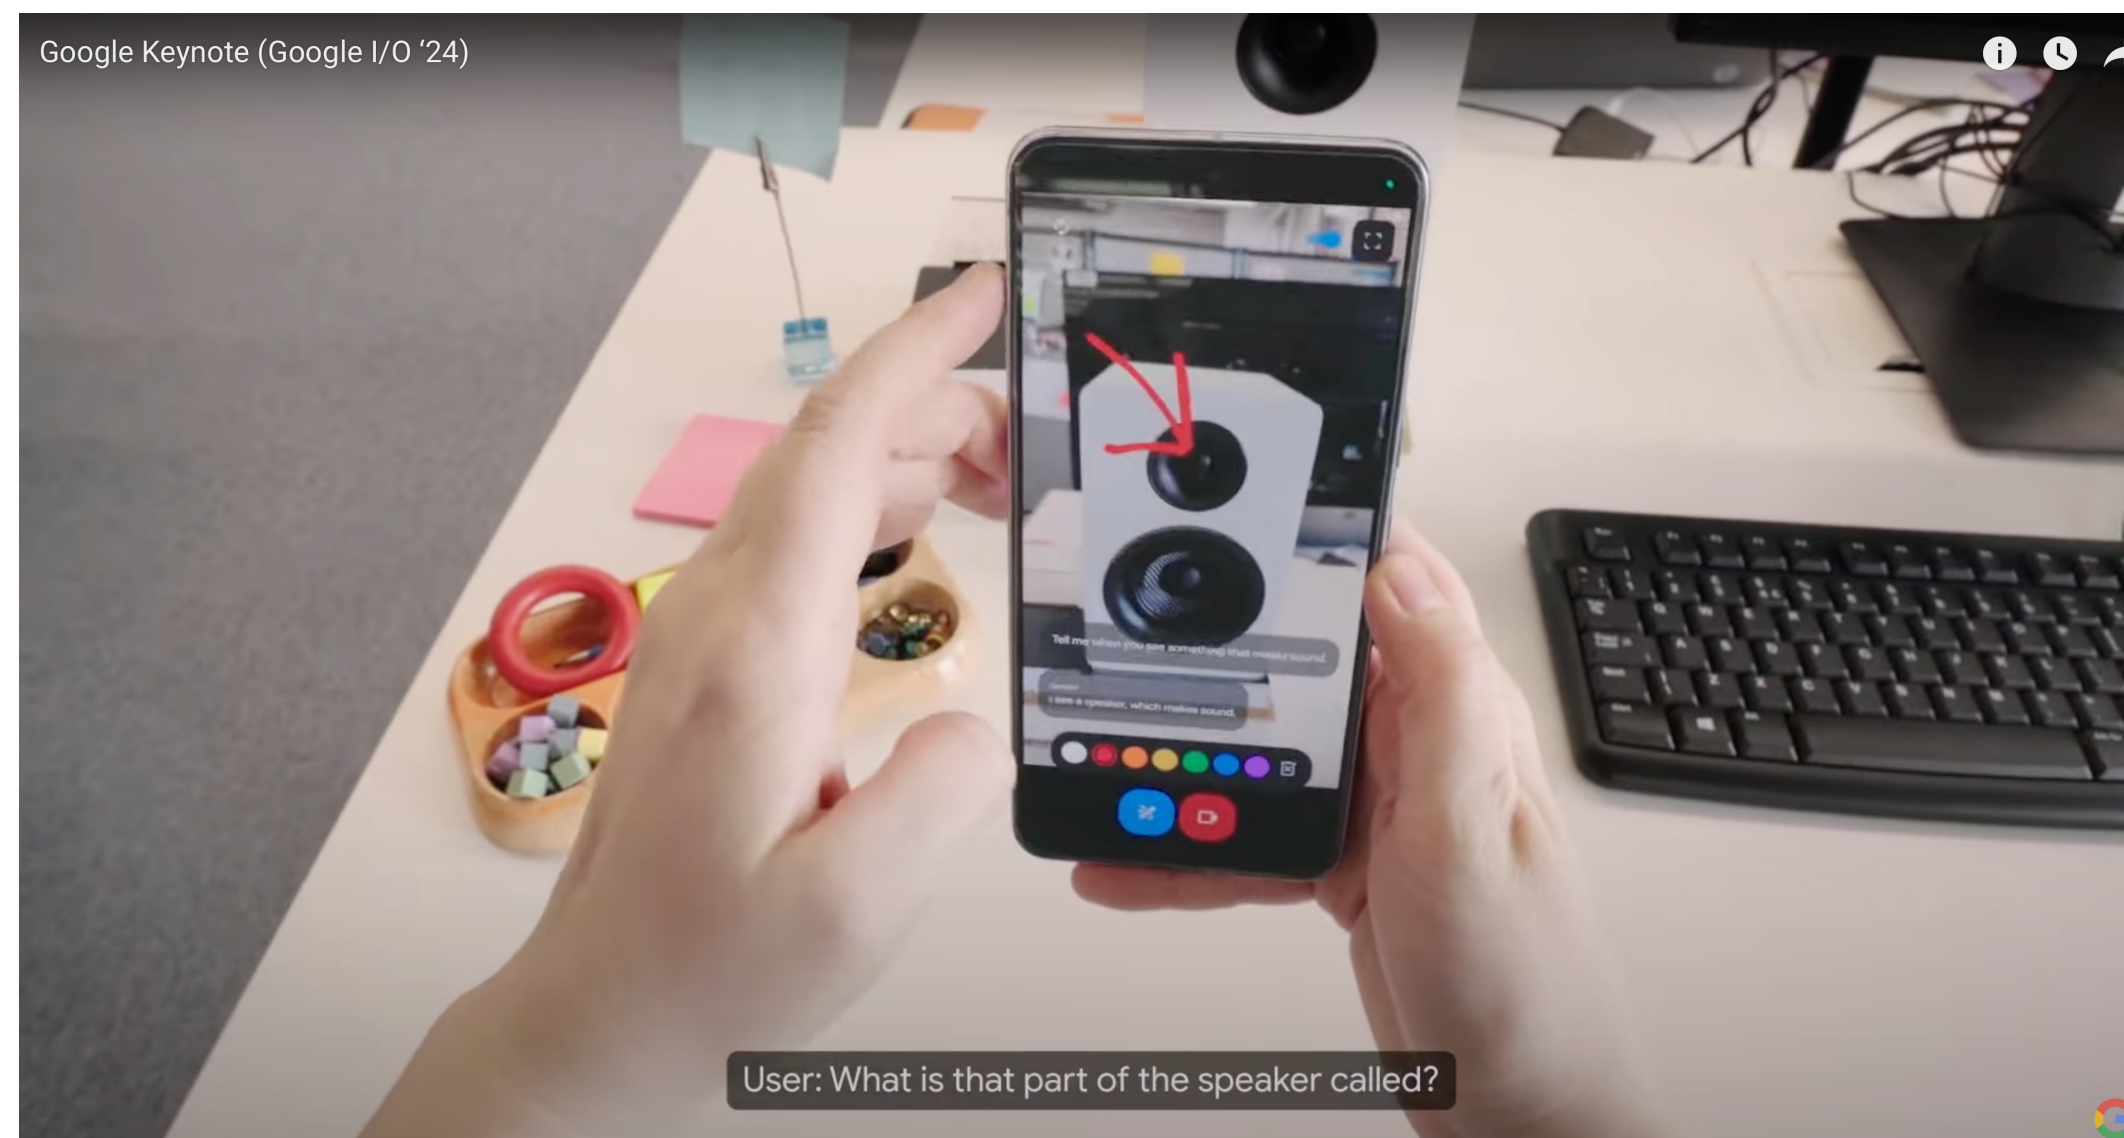 Google Keynote (Google I/O ‘24)
Tell me when you see something that makes sound.
I see a speaker, which makes sound.
User: What is that part of the speaker called?